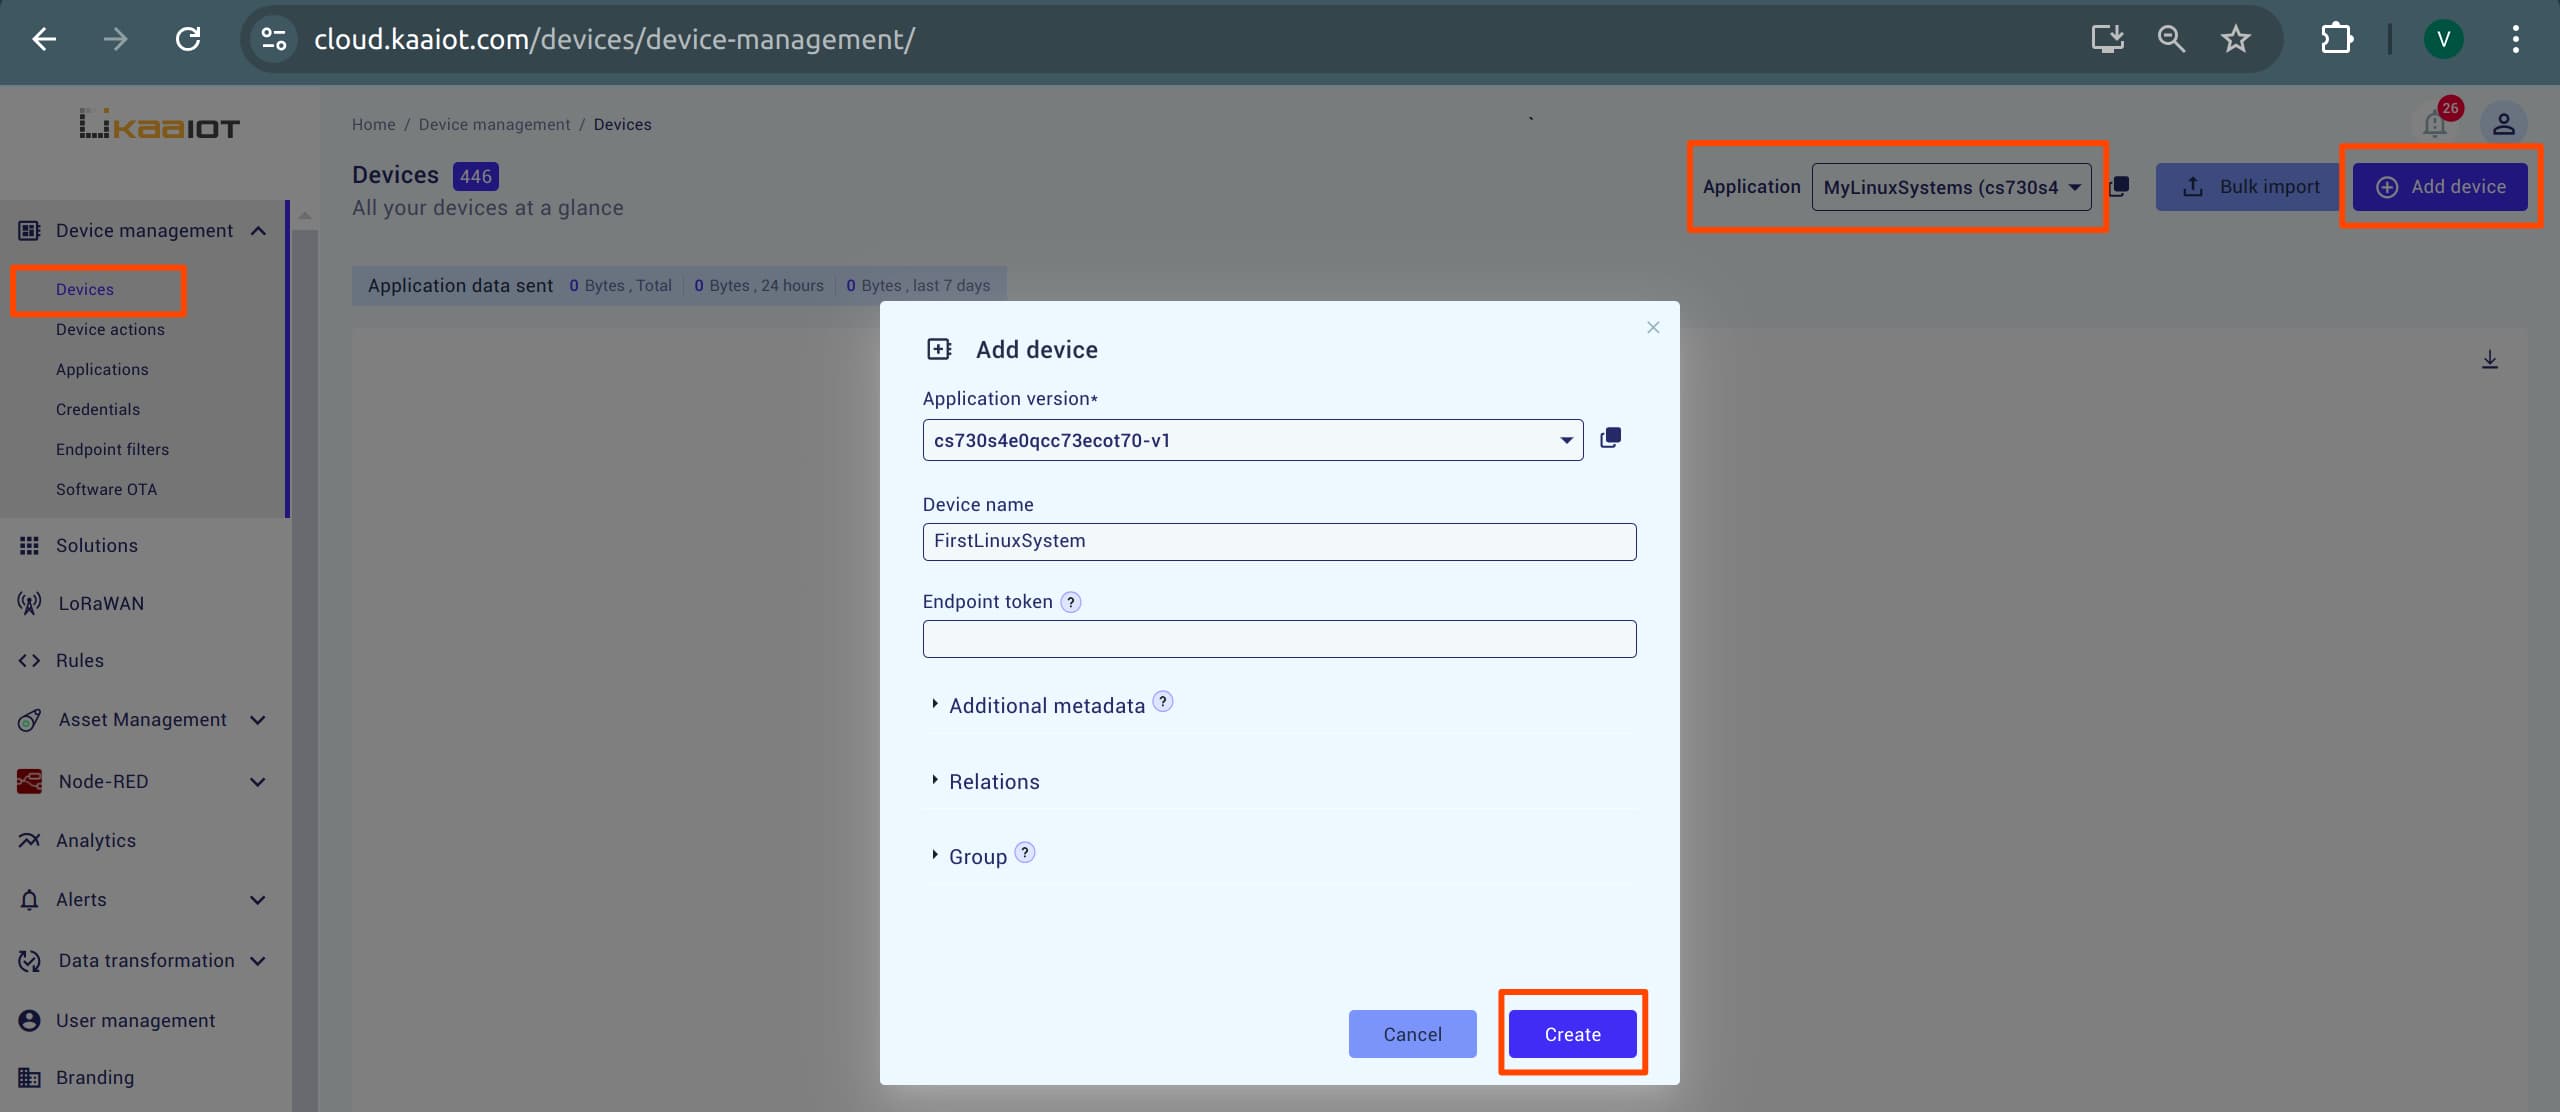 cloud.kaaiot.com/devices/device-management/
V
kaaIOT
Home / Device management / Devices
26
Devices 446
All your devices at a glance
Application MyLinuxSystems (cs730s4
Bulk import
Add device
Application data sent 0 Bytes , Total 0 Bytes , 24 hours 0 Bytes , last 7 days
Device management
Devices
Device actions
Applications
Credentials
Endpoint filters
Software OTA
Solutions
LoRaWAN
Rules
Asset Management
Node-RED
Analytics
Alerts
Data transformation
User management
Branding
Add device
Application version*
cs730s4e0qcc73ecot70-v1
Device name
FirstLinuxSystem
Endpoint token ?
Additional metadata ?
Relations
Group ?
Cancel
Create